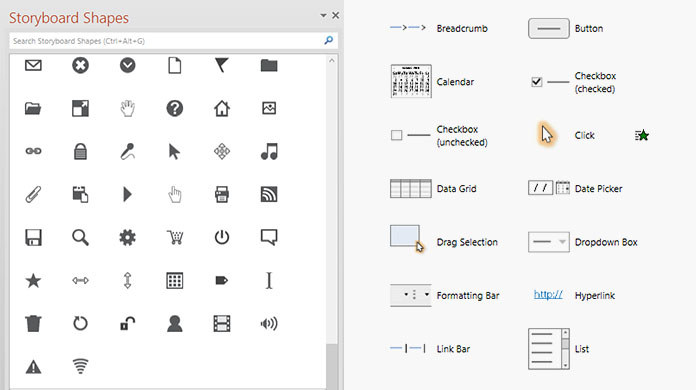 Storyboard Shapes
Search Storyboard Shapes (Ctrl+Alt+G)
Breadcrumb
Button
Calendar
Checkbox
(checked)
Checkbox
(unchecked)
Click
Data Grid
/ /
Date Picker
Drag Selection
Dropdown Box
Formatting Bar
http://
Hyperlink
Link Bar
List